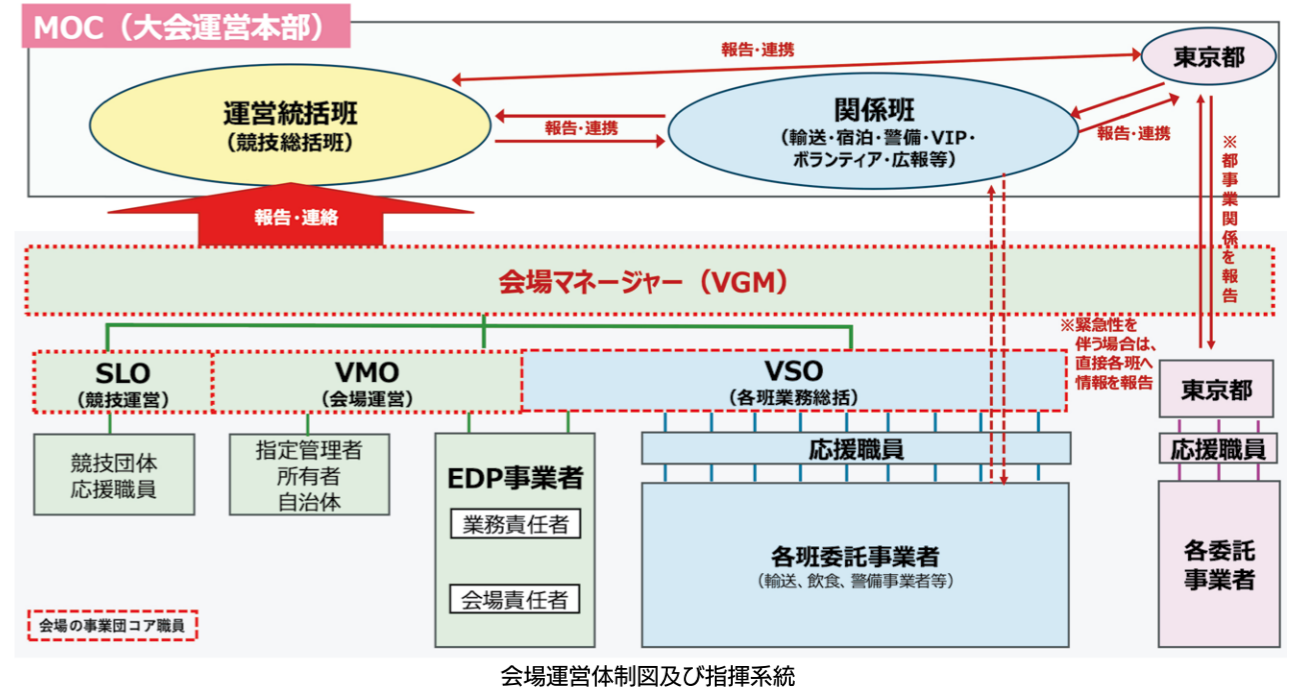 MOC（大会運営本部）
報告・連携
東京都
運営統括班
（競技総括班）
報告・連携
関係班
（輸送・宿泊・警備・VIP・
ボランティア・広報等）
報告・連携
※都事業関係を報告
報告・連絡
会場マネージャー（VGM）
※緊急性を
伴う場合は、
直接各班へ
情報を報告
SLO
（競技運営）
VMO
（会場運営）
VSO
（各班業務総括）
東京都
競技団体
応援職員
指定管理者
所有者
自治体
EDP事業者
業務責任者
会場責任者
応援職員
各班委託事業者
（輸送、飲食、警備事業者等）
応援職員
各委託
事業者
会場の事業団コア職員
会場運営体制図及び指揮系統